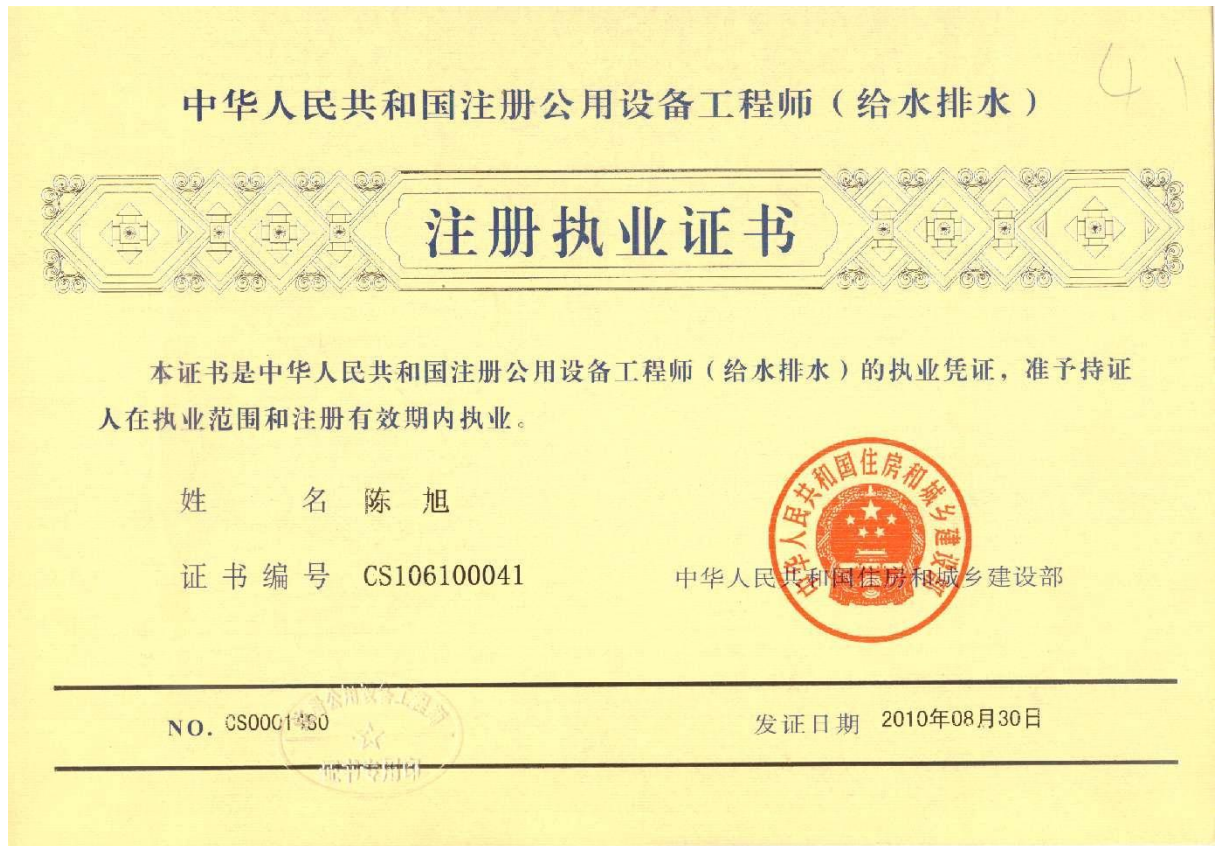 41
中华人民共和国注册公用设备工程师（给水排水）
注册执业证书
本证书是中华人民共和国注册公用设备工程师（给水排水）的执业凭证，准予持证
人在执业范围和注册有效期内执业。
姓 名 陈 旭
证书编号 CS106100041
中华人民共和国住房和城乡建设部
中华人民共和国住房和城乡建设部
NO.
发证日期 2010年08月30日
证书专用印